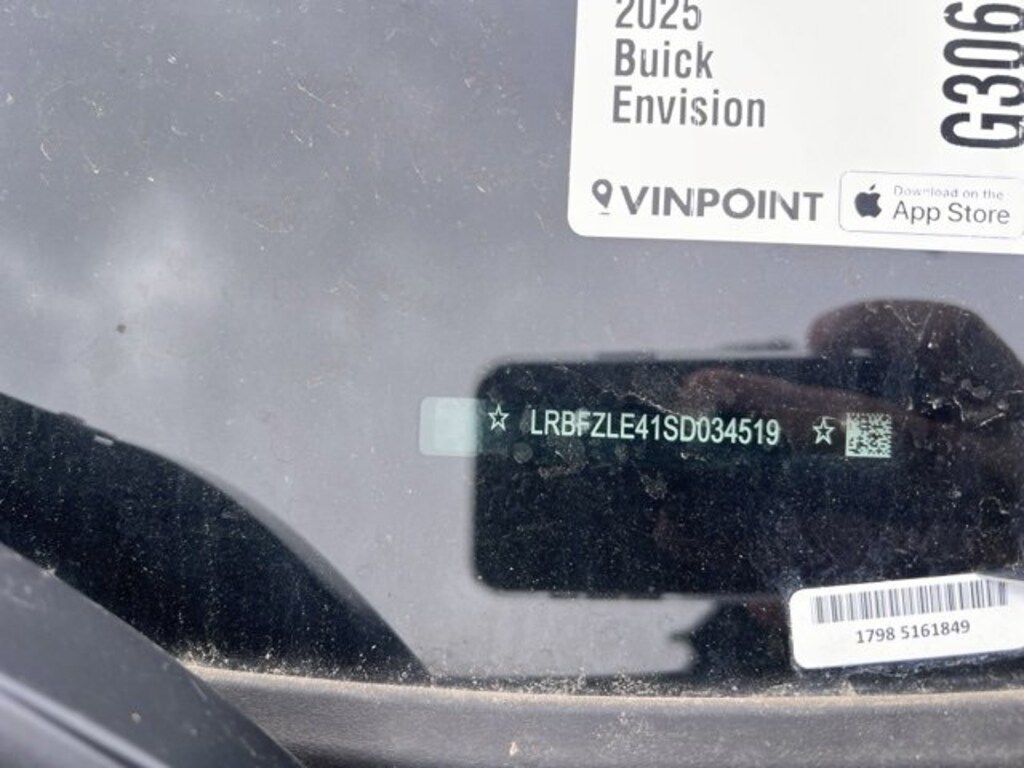 2025
Buick
Envision
G306
VINPOINT
Download on the
App Store
☆ LRBFZLE41SD034519 ☆
1798 5161849